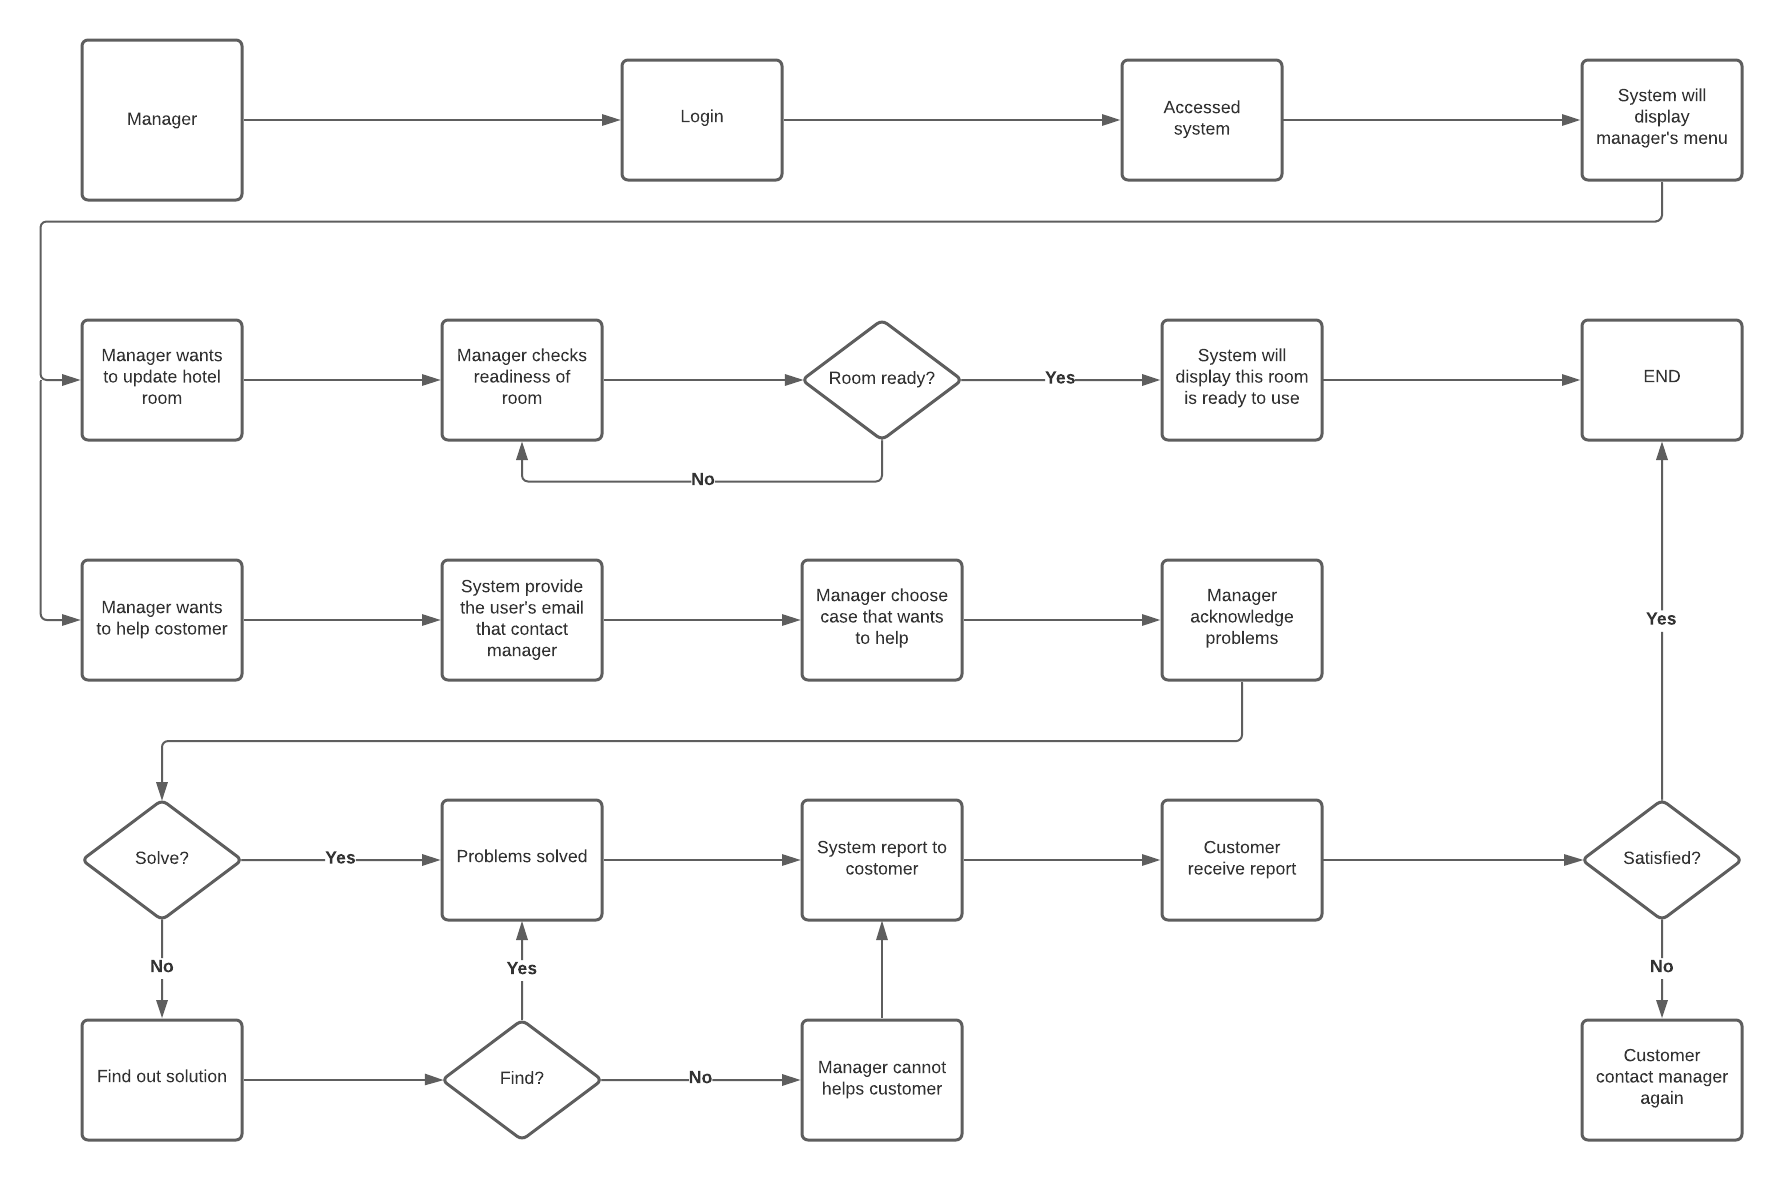 Manager
Login
Accessed
system
System will
display
manager's menu
Manager wants
to update hotel
room
Manager checks
readiness of
room
Room ready?
Yes
System will
display this room
is ready to use
END
No
Manager wants
to help costomer
System provide
the user's email
that contact
manager
Manager choose
case that wants
to help
Manager
acknowledge
problems
Yes
Solve?
Yes
Problems solved
System report to
costomer
Customer
receive report
Satisfied?
No
Yes
No
Find out solution
Find?
No
Manager cannot
helps customer
Customer
contact manager
again